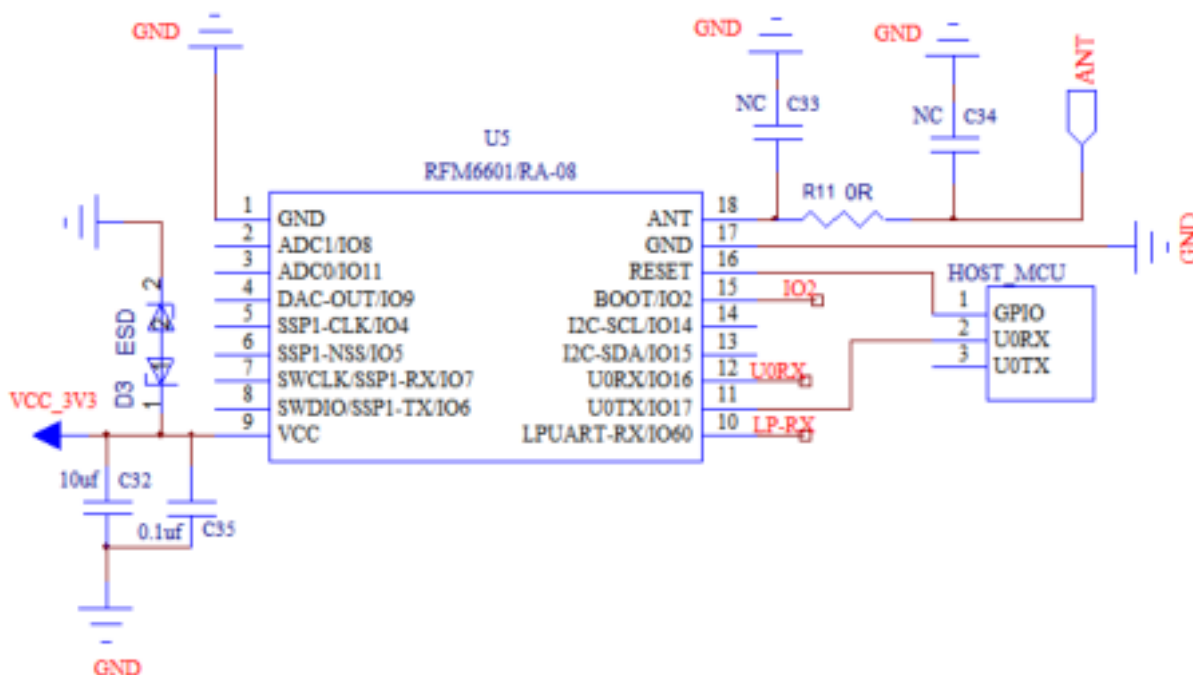 GND
GND
GND
ANT
NC
C33
NC
C34
U5
RFM6601/RA-08
R11 0R
1
GND
18
ANT
2
ADC1/IO8
17
GND
GND
3
ADC0/IO11
16
RESET
HOST_MCU
4
DAC-OUT/IO9
15
BOOT/IO2
IO2
1
GPIO
5
SSP1-CLK/IO4
14
I2C-SCL/IO14
2
U0RX
6
SSP1-NSS/IO5
13
I2C-SDA/IO15
3
U0TX
7
SWCLK/SSP1-RX/IO7
12
U0RX/IO16
U0RX
8
SWDIO/SSP1-TX/IO6
11
U0TX/IO17
9
VCC
10
LPUART-RX/IO60
LP-RX
2
ESD
D3
1
VCC_3V3
10uf
C32
0.1uf
C35
GND